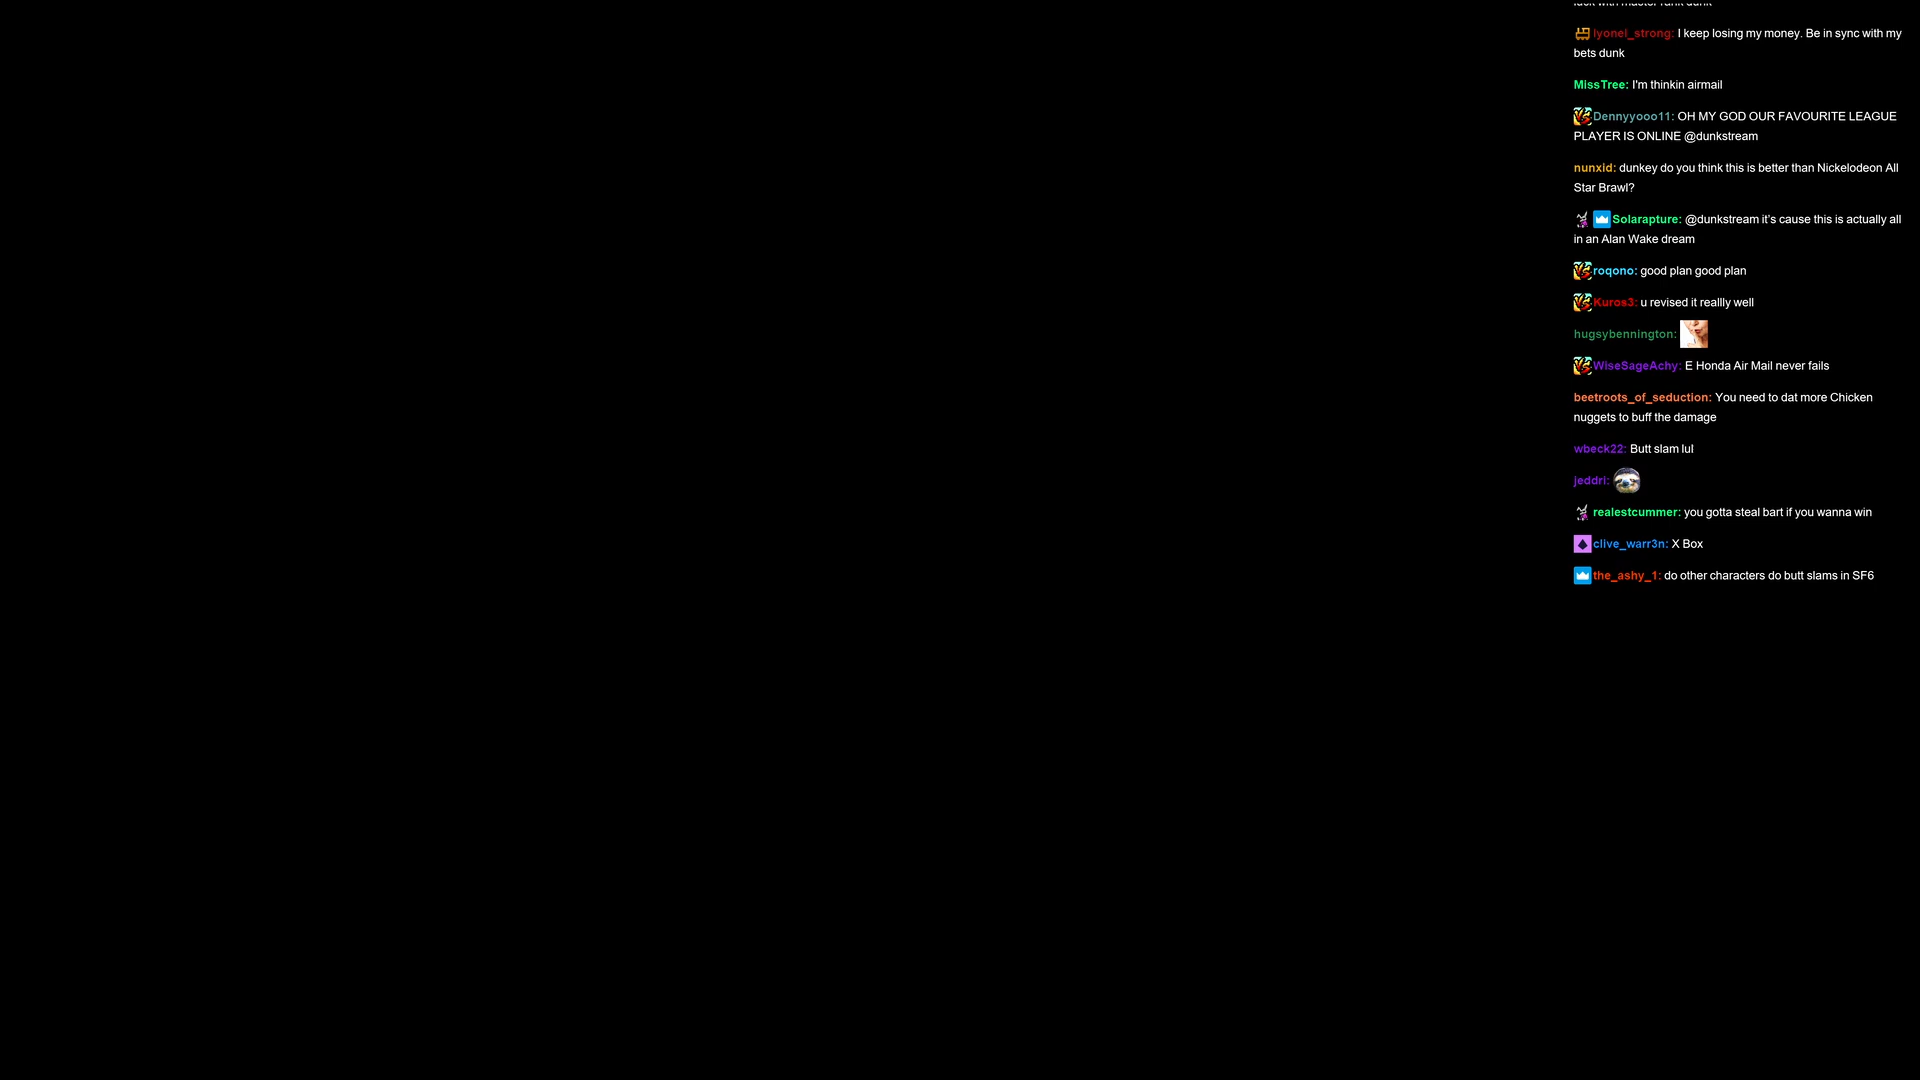 lyonel_strong: I keep losing my money. Be in sync with my
bets dunk
MissTree: I'm thinkin airmail
Dennyyooo11: OH MY GOD OUR FAVOURITE LEAGUE
PLAYER IS ONLINE @dunkstream
nunxid: dunkey do you think this is better than Nickelodeon All
Star Brawl?
Solarapture: @dunkstream it's cause this is actually all
in an Alan Wake dream
roqono: good plan good plan
Kuros3: u revised it reallly well
hugsybennington:
WiseSageAchy: E Honda Air Mail never fails
beetroots_of_seduction: You need to dat more Chicken
nuggets to buff the damage
wbeck22: Butt slam lul
jeddri:
realestcummer: you gotta steal bart if you wanna win
clive_warr3n: X Box
the_ashy_1: do other characters do butt slams in SF6